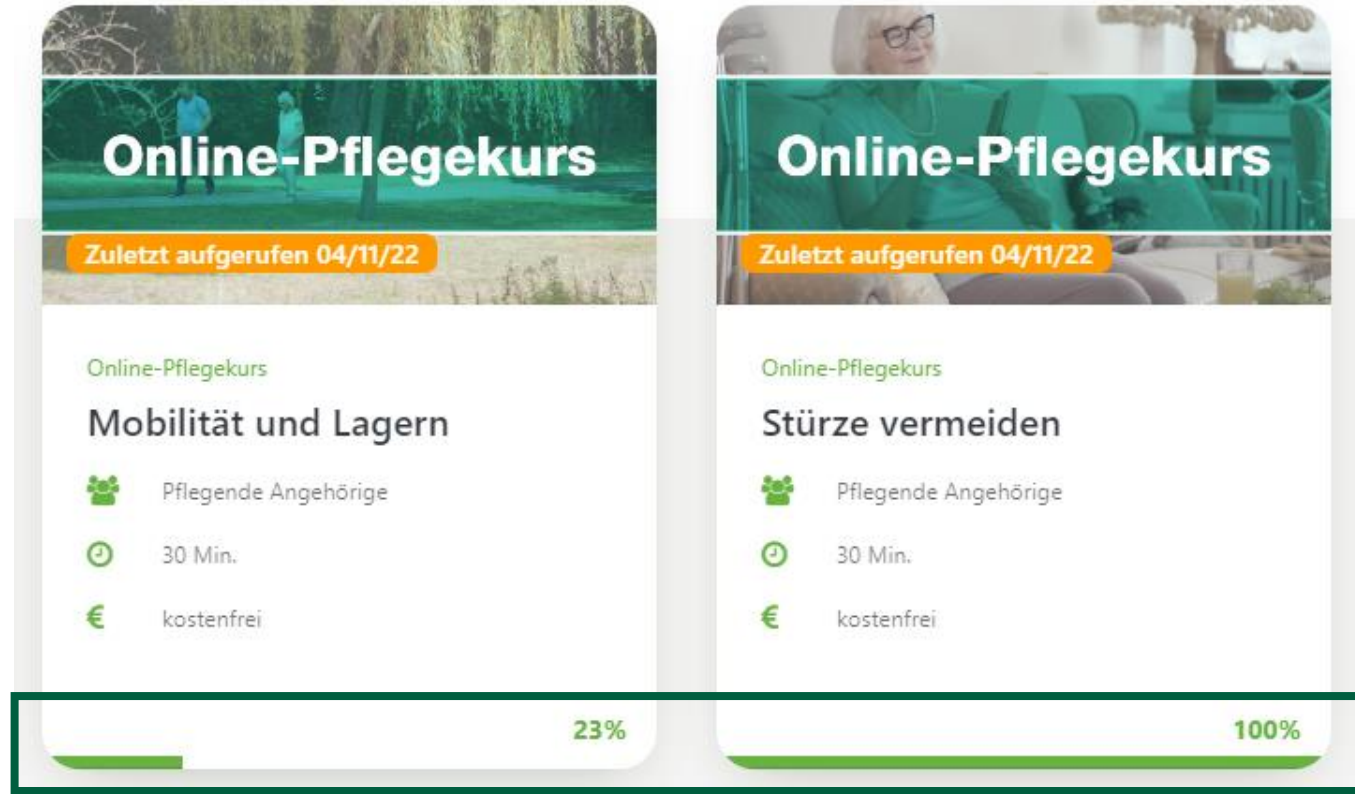 Online-Pflegekurs
Zuletzt aufgerufen 04/11/22
Online-Pflegekurs
Mobilität und Lagern
Pflegende Angehörige
30 Min.
€ kostenfrei
23%
Online-Pflegekurs
Zuletzt aufgerufen 04/11/22
Online-Pflegekurs
Stürze vermeiden
Pflegende Angehörige
30 Min.
€ kostenfrei
100%